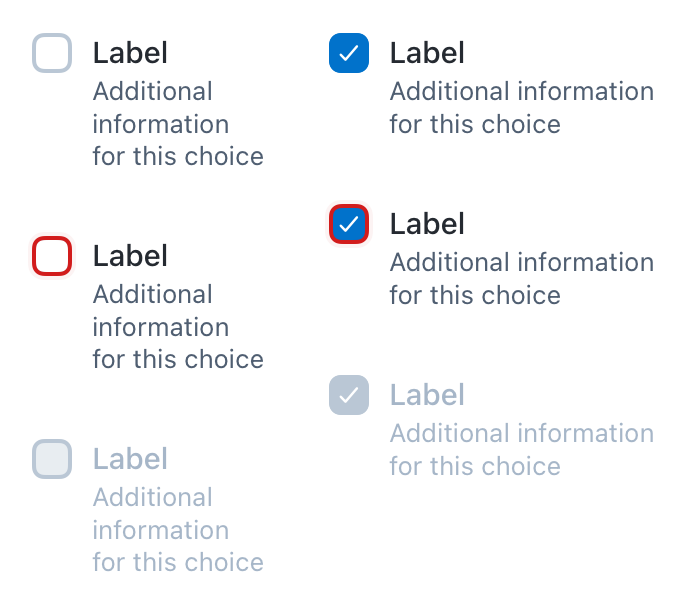 Label
Additional
information
for this choice
Label
Additional
information
for this choice
Label
Additional
information
for this choice
Label
Additional information
for this choice
Label
Additional information
for this choice
Label
Additional information
for this choice